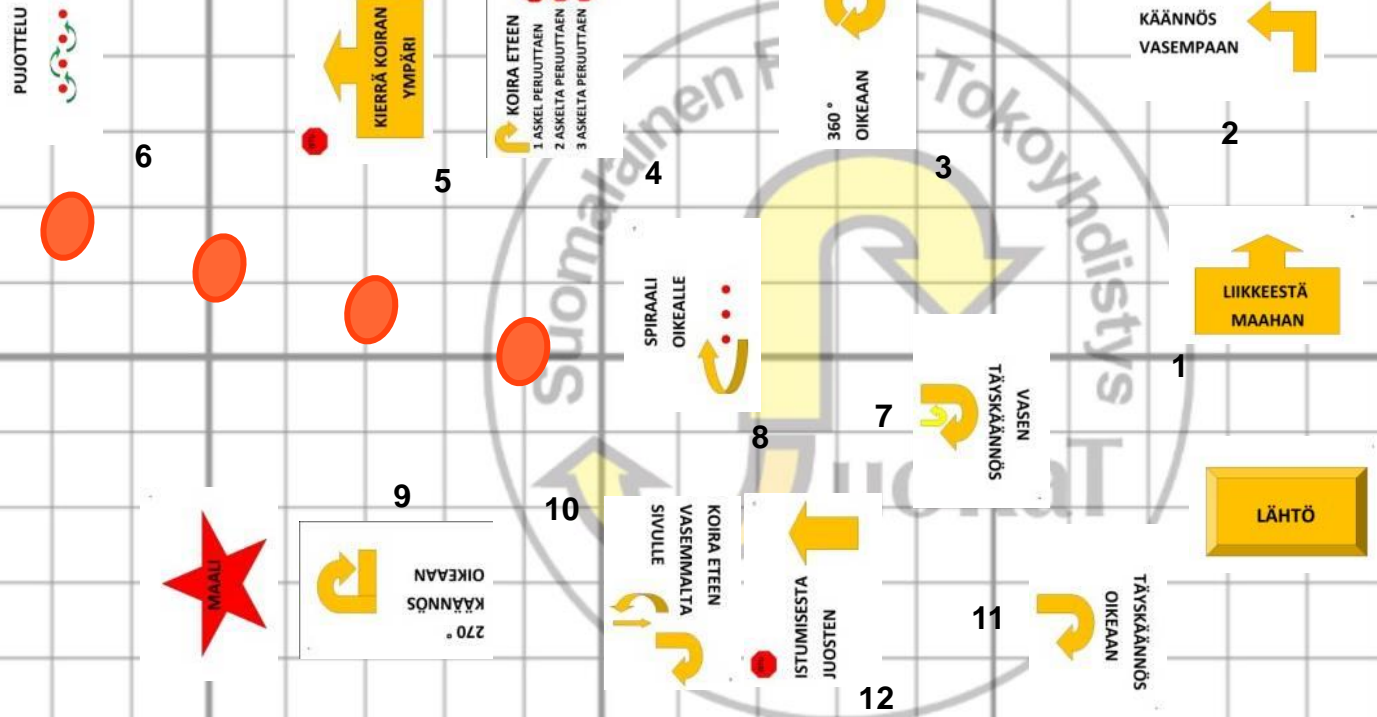 PUJOTTELU
6
KIERRÄ KOIRAN
YMPÄRI
5
KOIRA ETEEN
1 ASKEL PERUUTTAEN
2 ASKELTA PERUUTTAEN
3 ASKELTA PERUUTTAEN
4
360 °
OIKEAAN
3
KÄÄNNÖS
VASEMPAAN
2
LIIKKEESTÄ
MAAHAN
1
SPIRAALI
OIKEALLE
8
7
VASEN
TÄYSKÄÄNNÖS
LÄHTÖ
MAALI
9
270 °
KÄÄNNÖS
OIKEAAN
10
KOIRA ETEEN
VASEMMALTA
SIVULLE
ISTUMISESTA
JUOSTEN
12
11
TÄYSKÄÄNNÖS
OIKEAAN
Suomalainen
-Tokoyhdistys